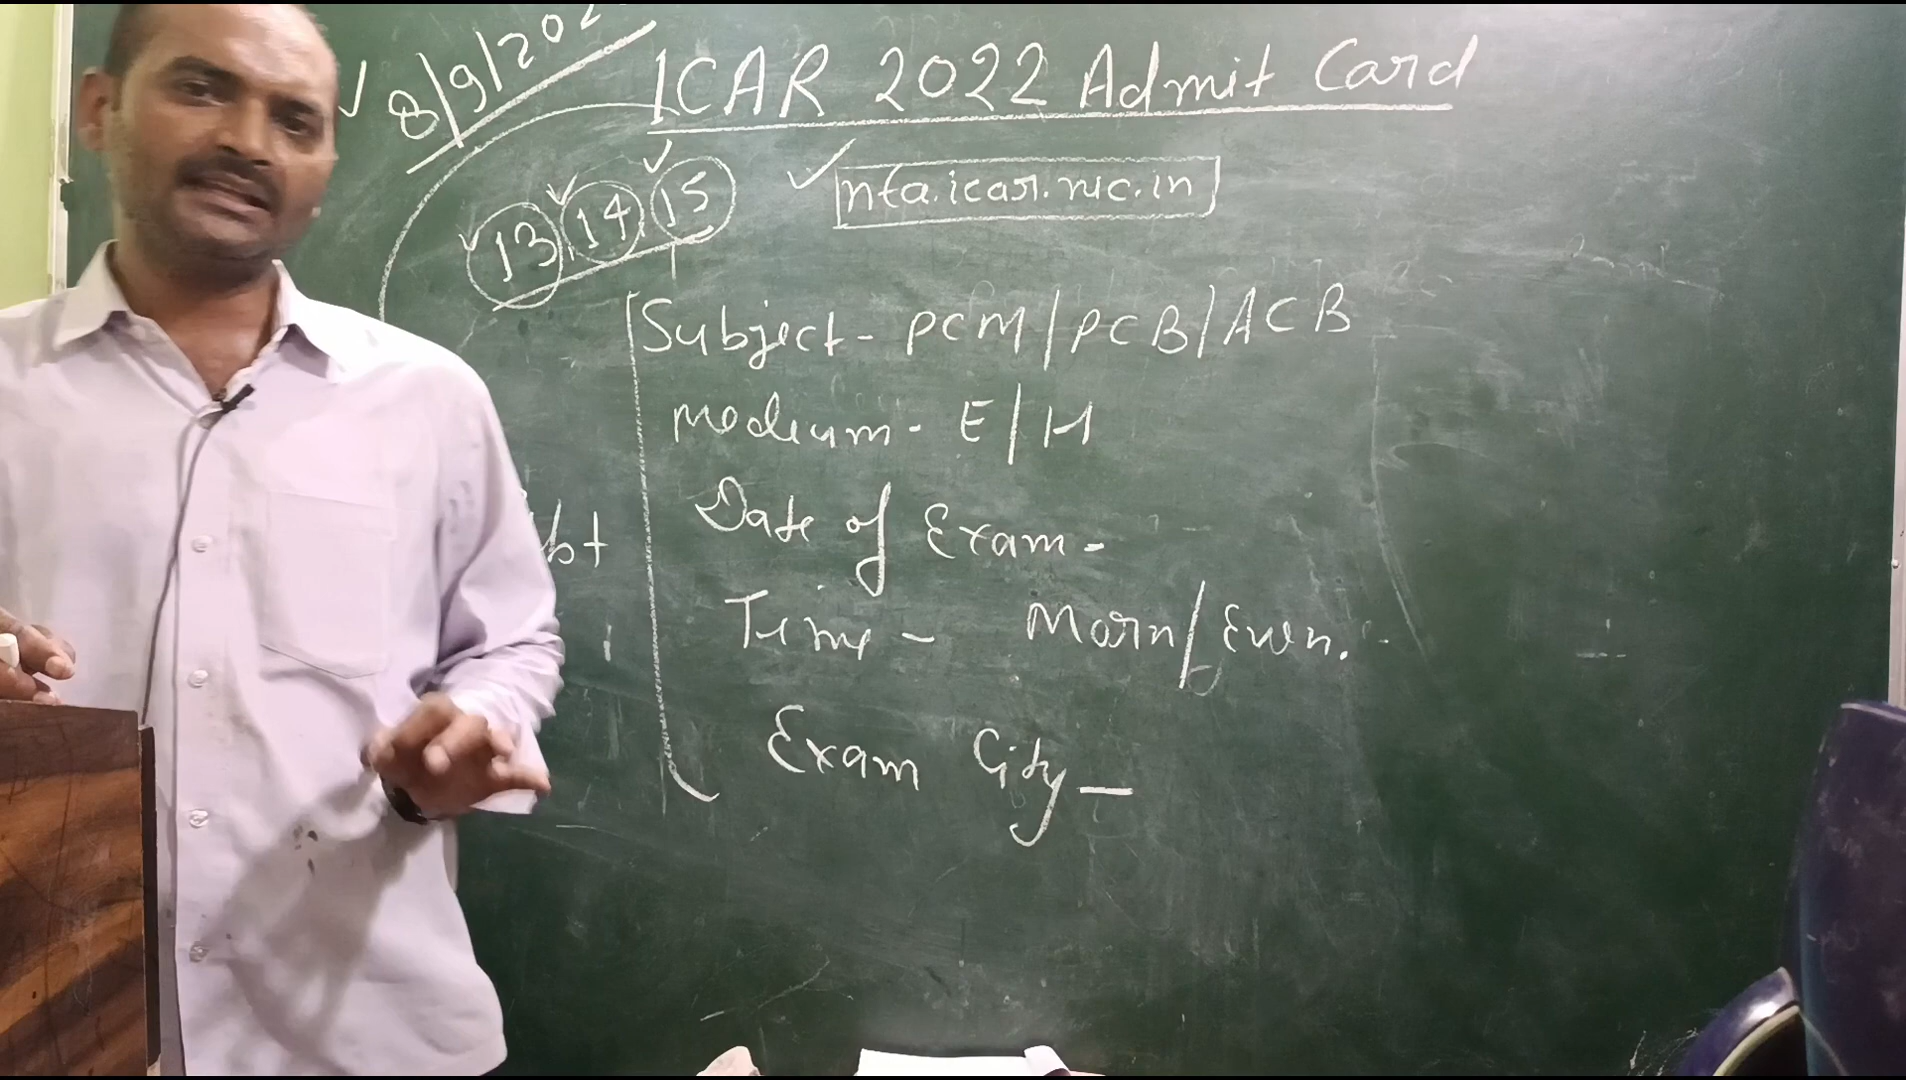 8/9/202
ICAR 2022 Admit Card
13, 14, 15
nta.icar.nic.in
Subject - PCM/PCB/ACB
Medium - E/H
Date of Exam -
Time - Morn/Even.
Exam City -